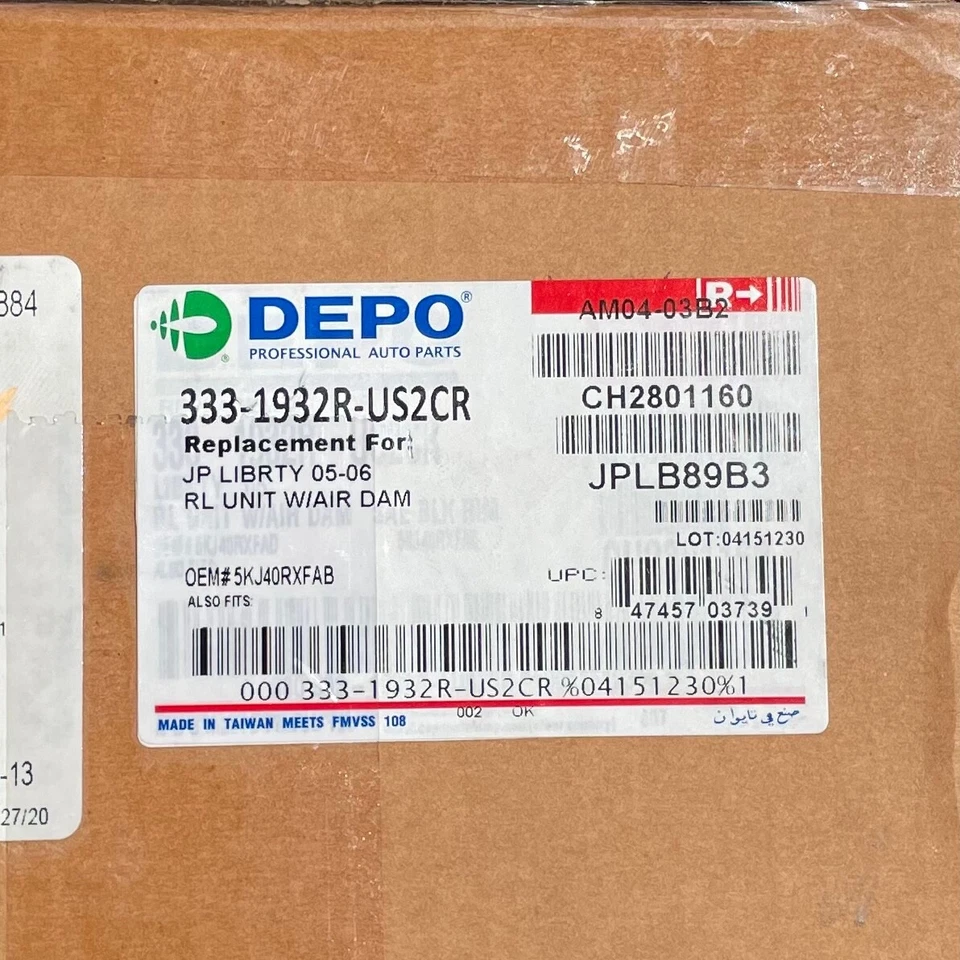 884
-13
27/20
DEPO®
®
PROFESSIONAL AUTO PARTS
R→
AM04-03B2
333-1932R-US2CR
CH2801160
Replacement For:
JP LIBRTY 05-06
RL UNIT W/AIR DAM
JPLB89B3
LOT:04151230
OEM# 5KJ40RXFAB
ALSO FITS:
UPC:
8 47457 03739 1
000 333-1932R-US2CR %04151230%1
002 OK
MADE IN TAIWAN MEETS FMVSS 108
صنع في تايوان